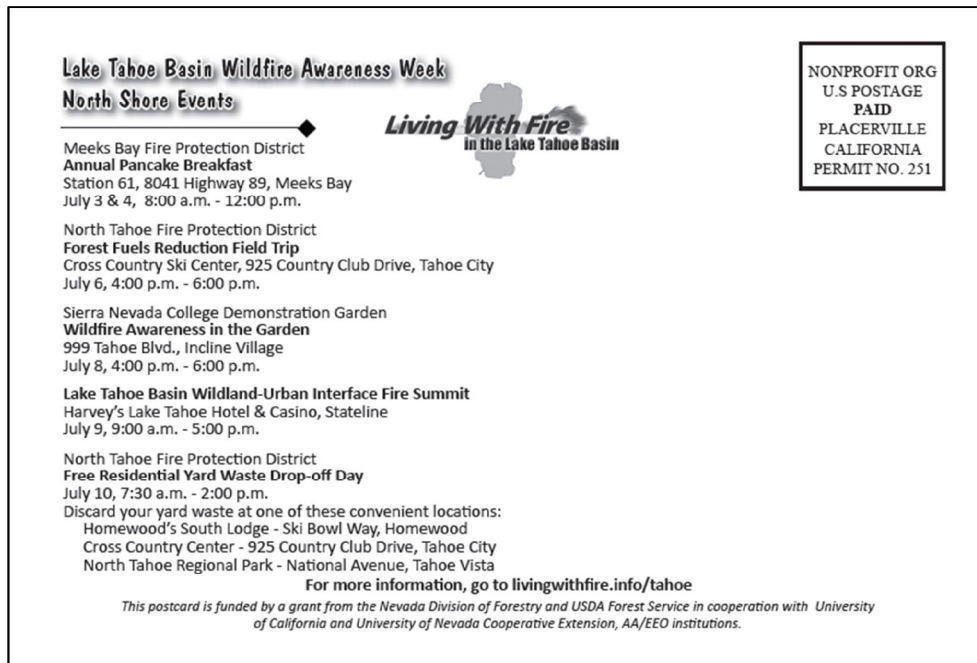 Lake Tahoe Basin Wildfire Awareness Week
North Shore Events
Living With Fire
in the Lake Tahoe Basin
NONPROFIT ORG
U.S POSTAGE
PAID
PLACERVILLE
CALIFORNIA
PERMIT NO. 251
Meeks Bay Fire Protection District
Annual Pancake Breakfast
Station 61, 8041 Highway 89, Meeks Bay
July 3 & 4, 8:00 a.m. - 12:00 p.m.
North Tahoe Fire Protection District
Forest Fuels Reduction Field Trip
Cross Country Ski Center, 925 Country Club Drive, Tahoe City
July 6, 4:00 p.m. - 6:00 p.m.
Sierra Nevada College Demonstration Garden
Wildfire Awareness in the Garden
999 Tahoe Blvd., Incline Village
July 8, 4:00 p.m. - 6:00 p.m.
Lake Tahoe Basin Wildland-Urban Interface Fire Summit
Harvey's Lake Tahoe Hotel & Casino, Stateline
July 9, 9:00 a.m. - 5:00 p.m.
North Tahoe Fire Protection District
Free Residential Yard Waste Drop-off Day
July 10, 7:30 a.m. - 2:00 p.m.
Discard your yard waste at one of these convenient locations:
Homewood's South Lodge - Ski Bowl Way, Homewood
Cross Country Center - 925 Country Club Drive, Tahoe City
North Tahoe Regional Park - National Avenue, Tahoe Vista
For more information, go to livingwithfire.info/tahoe
This postcard is funded by a grant from the Nevada Division of Forestry and USDA Forest Service in cooperation with University
of California and University of Nevada Cooperative Extension, AA/EEO institutions.